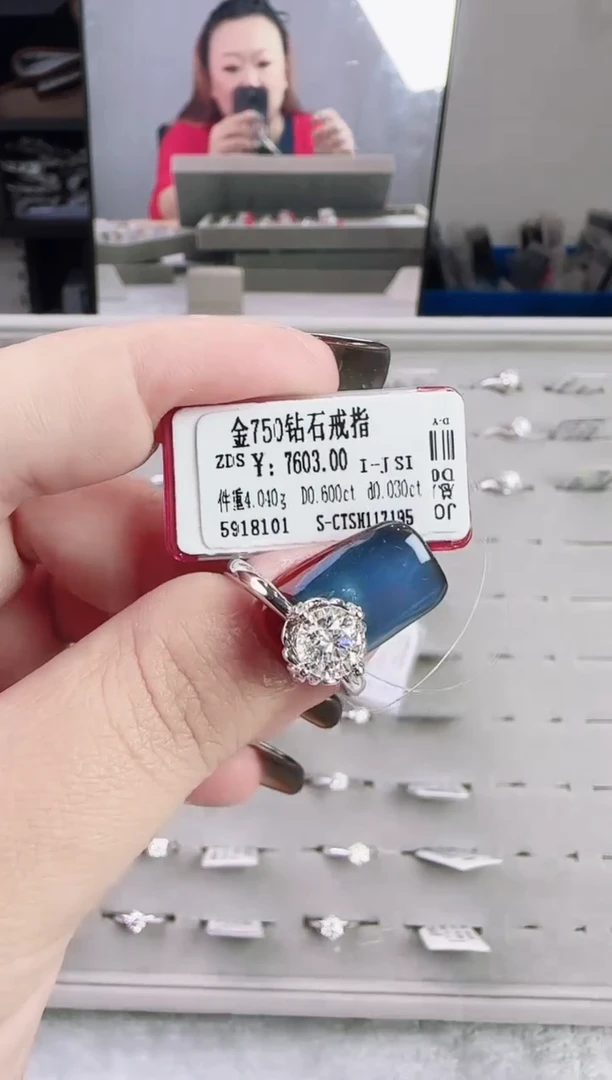 金750钻石戒指
ZDS ¥: 7603.00 I-J SI
件重4.040g D0.600ct d0.030ct
5918101 S-CTSH117195
D-Y